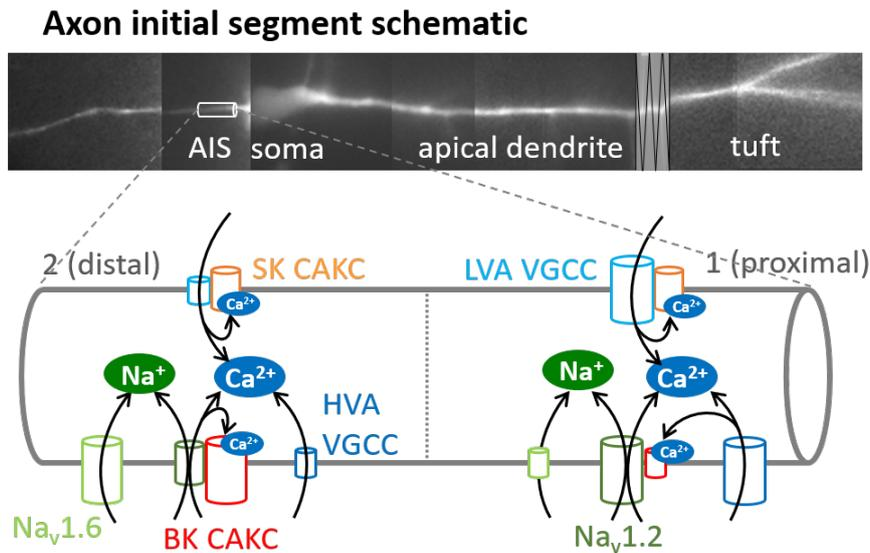 Axon initial segment schematic
AIS soma apical dendrite tuft
2 (distal) SK CAKC LVA VGCC 1 (proximal)
Ca²⁺ Ca²⁺
Na⁺ Ca²⁺ Na⁺ Ca²⁺
HVA
VGCC
Ca²⁺ Ca²⁺
Naᵥ1.6 BK CAKC Naᵥ1.2